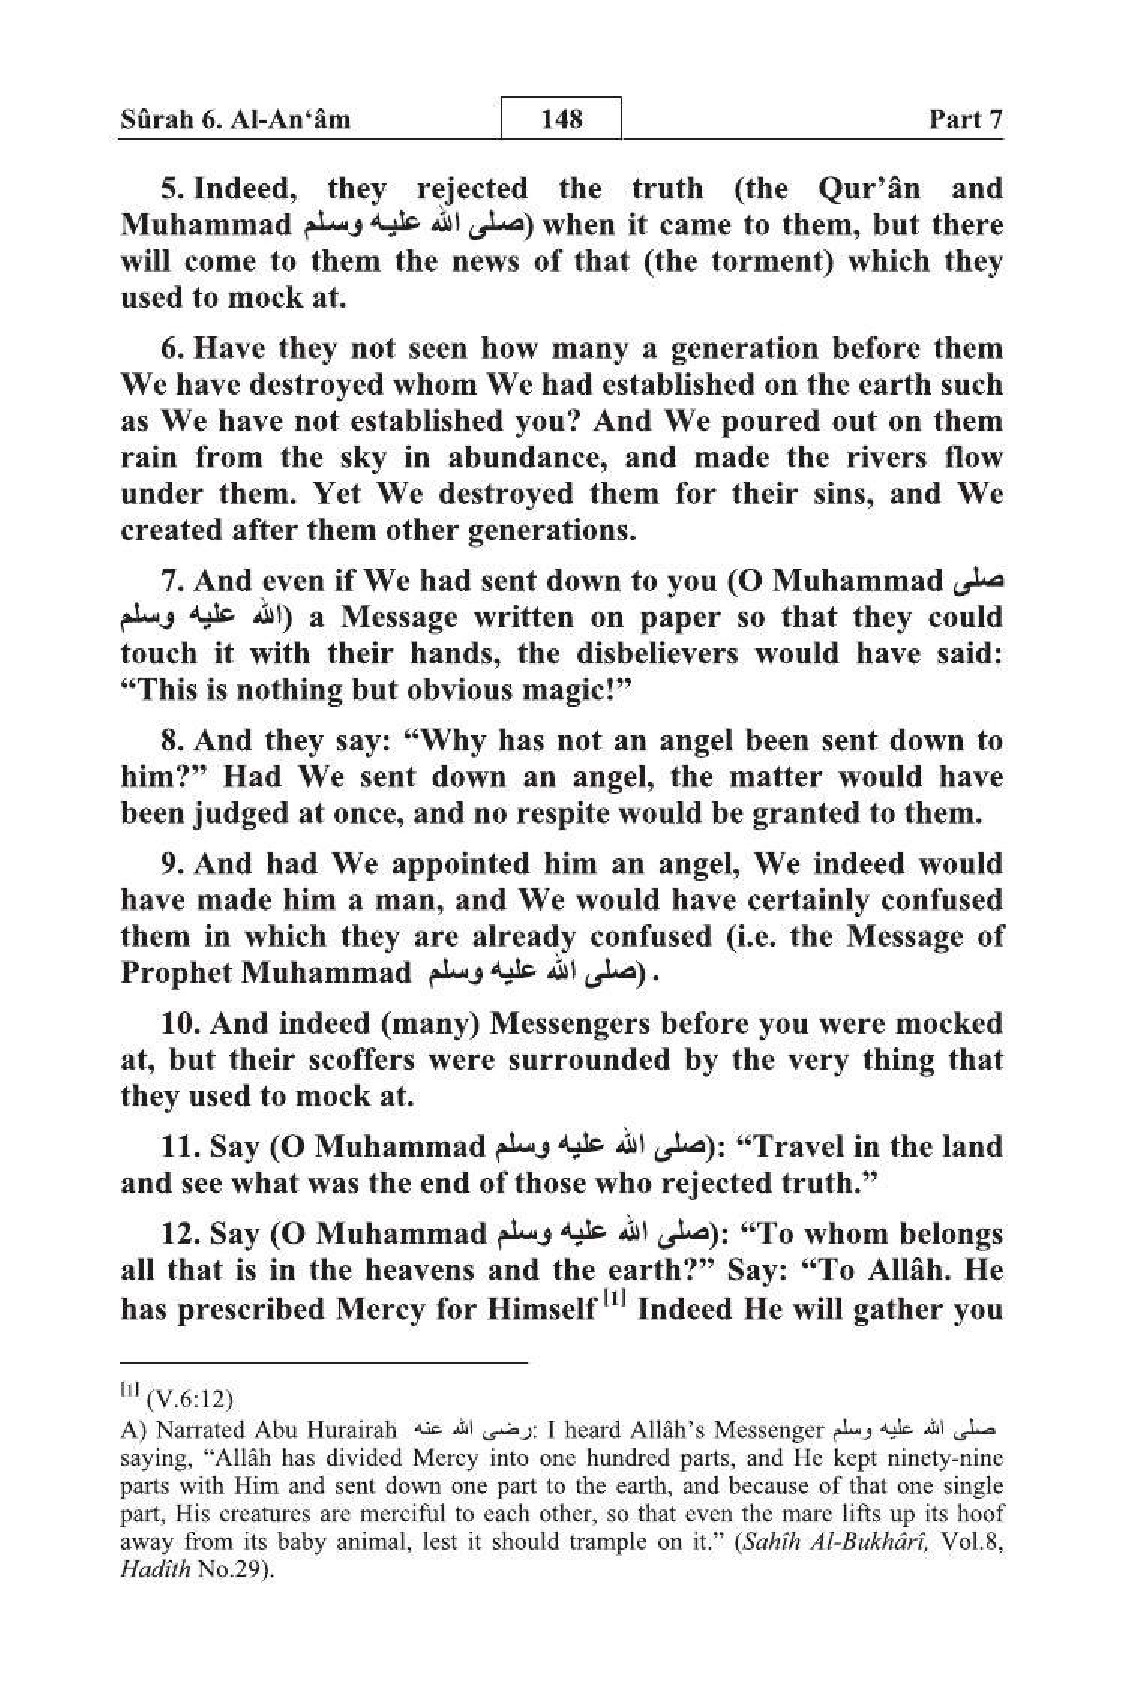 Sûrah 6. Al-An‘âm 148 Part 7
5. Indeed, they rejected the truth (the Qur’ân and
Muhammad صلى الله عليه وسلم) when it came to them, but there
will come to them the news of that (the torment) which they
used to mock at.
6. Have they not seen how many a generation before them
We have destroyed whom We had established on the earth such
as We have not established you? And We poured out on them
rain from the sky in abundance, and made the rivers flow
under them. Yet We destroyed them for their sins, and We
created after them other generations.
7. And even if We had sent down to you (O Muhammad صلى
الله عليه وسلم) a Message written on paper so that they could
touch it with their hands, the disbelievers would have said:
“This is nothing but obvious magic!”
8. And they say: “Why has not an angel been sent down to
him?” Had We sent down an angel, the matter would have
been judged at once, and no respite would be granted to them.
9. And had We appointed him an angel, We indeed would
have made him a man, and We would have certainly confused
them in which they are already confused (i.e. the Message of
Prophet Muhammad صلى الله عليه وسلم) .
10. And indeed (many) Messengers before you were mocked
at, but their scoffers were surrounded by the very thing that
they used to mock at.
11. Say (O Muhammad صلى الله عليه وسلم): “Travel in the land
and see what was the end of those who rejected truth.”
12. Say (O Muhammad صلى الله عليه وسلم): “To whom belongs
all that is in the heavens and the earth?” Say: “To Allâh. He
has prescribed Mercy for Himself [1] Indeed He will gather you
[1] (V.6:12)
A) Narrated Abu Hurairah رضى الله عنه: I heard Allâh’s Messenger صلى الله عليه وسلم
saying, “Allâh has divided Mercy into one hundred parts, and He kept ninety-nine
parts with Him and sent down one part to the earth, and because of that one single
part, His creatures are merciful to each other, so that even the mare lifts up its hoof
away from its baby animal, lest it should trample on it.” (Sahîh Al-Bukhârî, Vol.8,
Hadîth No.29).